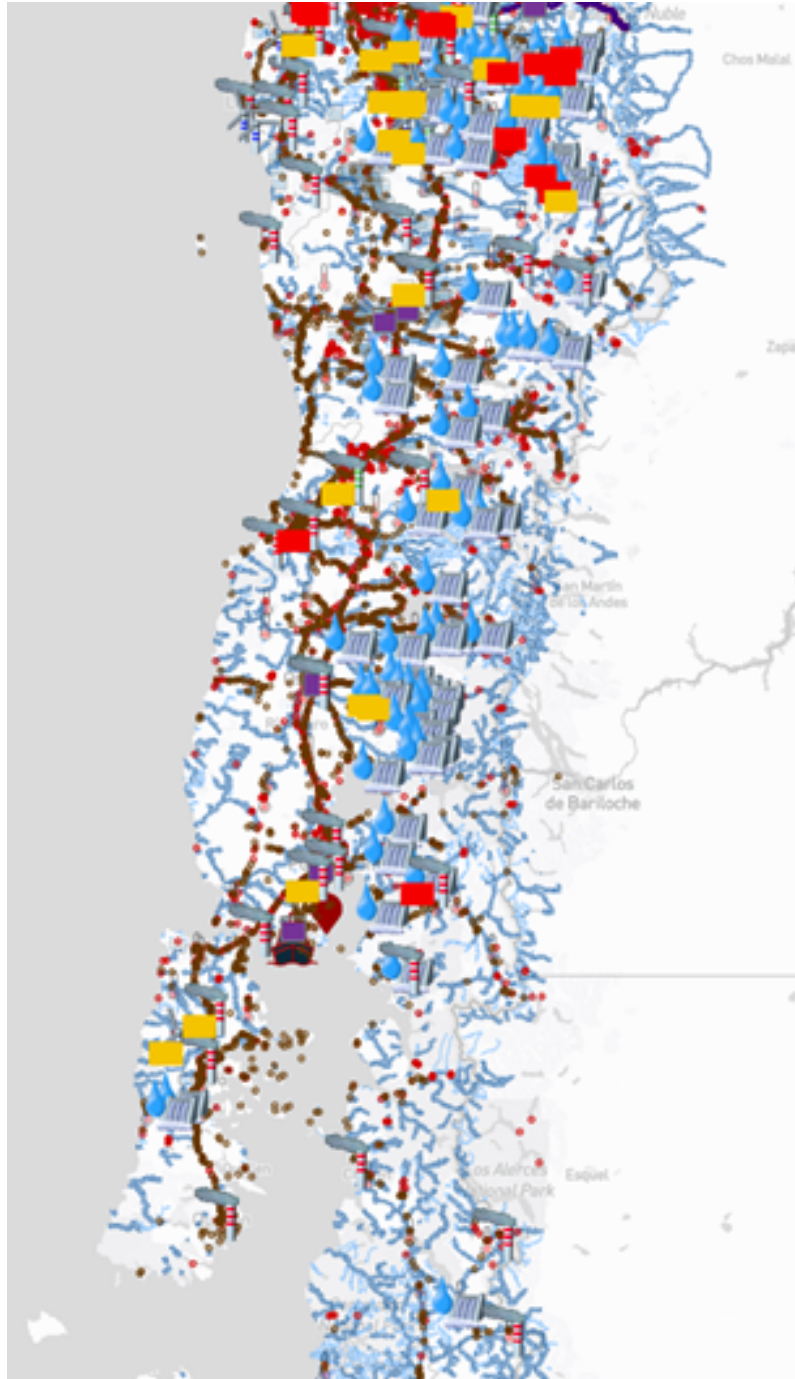 Ñuble
Chos Malal
Zapa
San Martín
de los Andes
San Carlos
de Bariloche
Los Alerces
National Park
Esquel